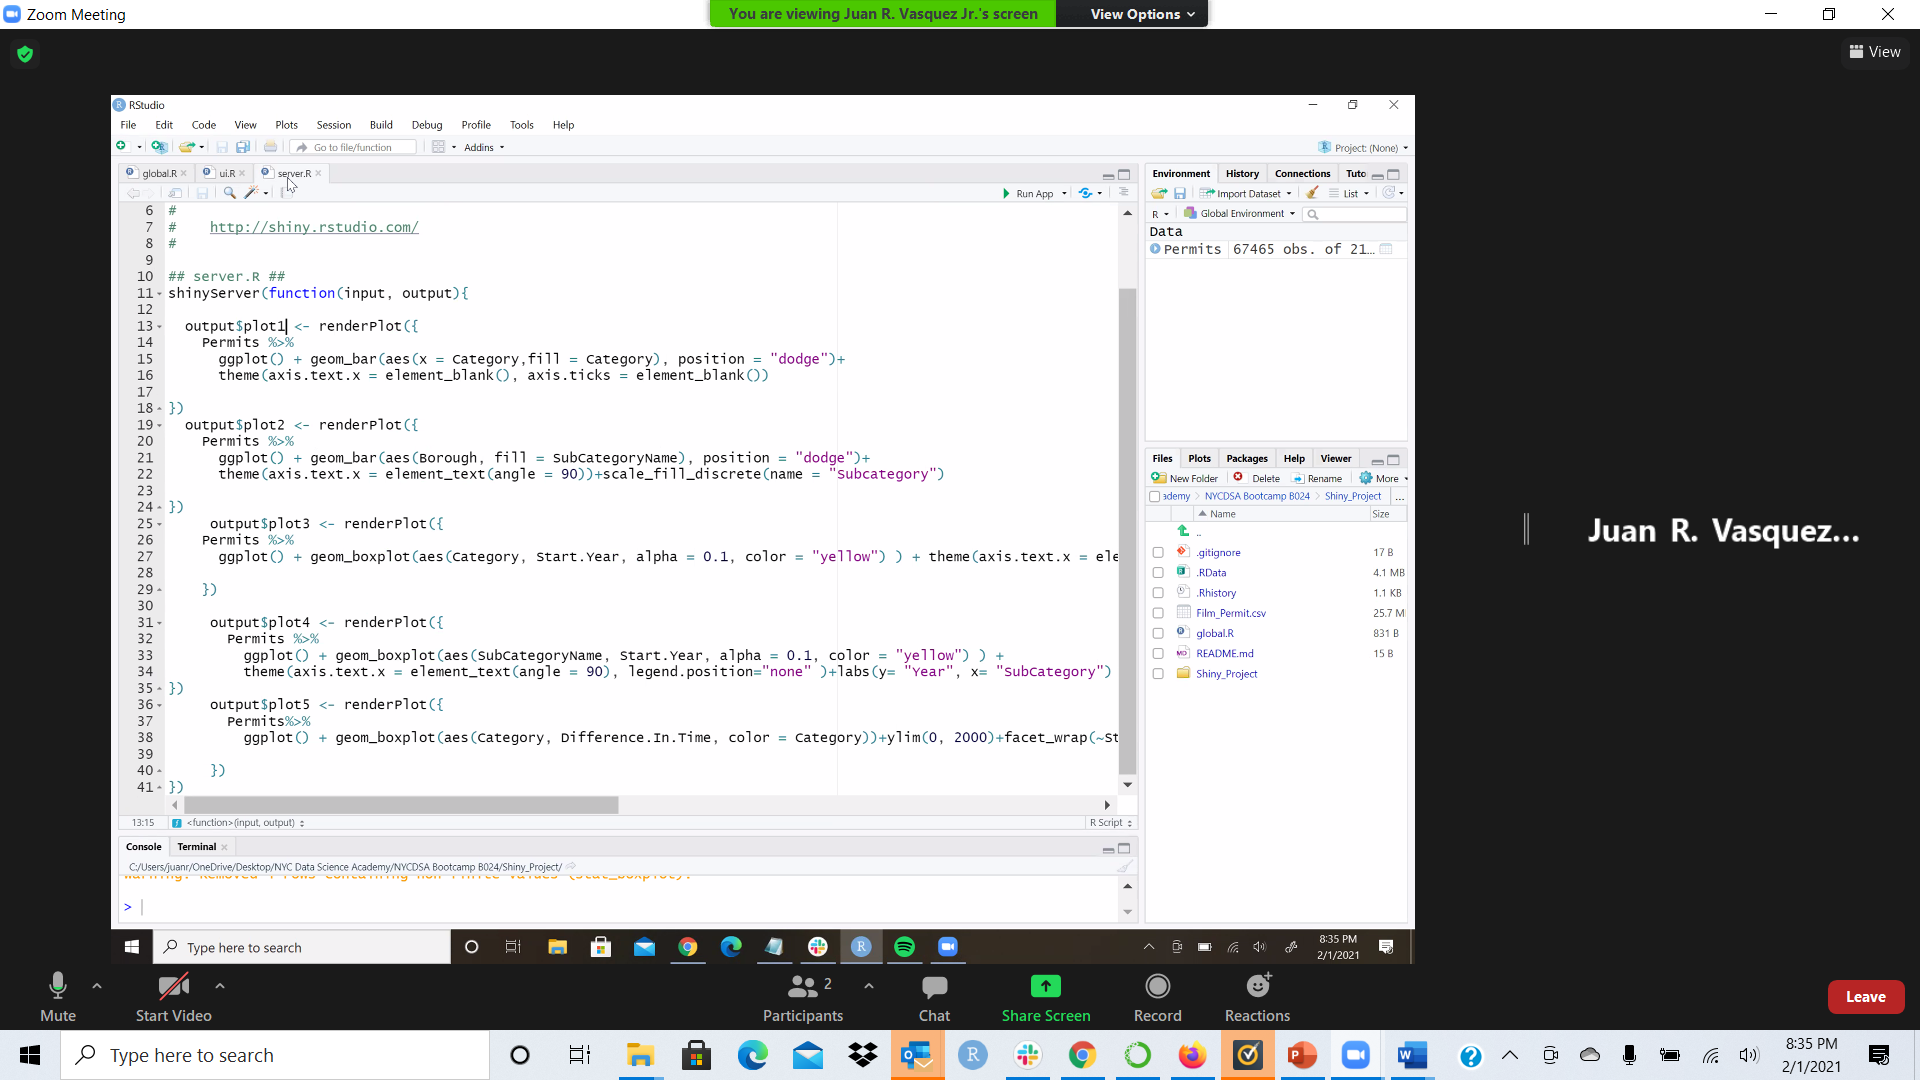 Zoom Meeting
You are viewing Juan R. Vasquez Jr.'s screen
View Options
View
RStudio
File Edit Code View Plots Session Build Debug Profile Tools Help
Go to file/function Addins Project: (None)
global.R ui.R server.R
Run App
6 #
7 # http://shiny.rstudio.com/
8 #
9
10 ## server.R ##
11 shinyServer(function(input, output){
12
13 output$plot1 <- renderPlot({
14 Permits %>%
15 ggplot() + geom_bar(aes(x = Category,fill = Category), position = "dodge")+
16 theme(axis.text.x = element_blank(), axis.ticks = element_blank())
17
18 })
19 output$plot2 <- renderPlot({
20 Permits %>%
21 ggplot() + geom_bar(aes(Borough, fill = SubCategoryName), position = "dodge")+
22 theme(axis.text.x = element_text(angle = 90))+scale_fill_discrete(name = "Subcategory")
23
24 })
25 output$plot3 <- renderPlot({
26 Permits %>%
27 ggplot() + geom_boxplot(aes(Category, Start.Year, alpha = 0.1, color = "yellow") ) + theme(axis.text.x = ele
28
29 })
30
31 output$plot4 <- renderPlot({
32 Permits %>%
33 ggplot() + geom_boxplot(aes(SubCategoryName, Start.Year, alpha = 0.1, color = "yellow") ) +
34 theme(axis.text.x = element_text(angle = 90), legend.position="none" )+labs(y= "Year", x= "SubCategory")
35 })
36 output$plot5 <- renderPlot({
37 Permits%>%
38 ggplot() + geom_boxplot(aes(Category, Difference.In.Time, color = Category))+ylim(0, 2000)+facet_wrap(~St
39
40 })
41 })
13:15 <function>(input, output) R Script
Console Terminal
C:/Users/juanr/OneDrive/Desktop/NYC Data Science Academy/NYCDSA Bootcamp B024/Shiny_Project/
>
Environment History Connections Tuto
Import Dataset List
R Global Environment
Data
Permits 67465 obs. of 21...
Files Plots Packages Help Viewer
New Folder Delete Rename More
ademy NYCDSA Bootcamp B024 Shiny_Project ...
Name Size
..
.gitignore 17 B
.RData 4.1 MB
.Rhistory 1.1 KB
Film_Permit.csv 25.7 M
global.R 831 B
README.md 15 B
Shiny_Project
Juan R. Vasquez...
Type here to search
8:35 PM
2/1/2021
Mute
Start Video
Participants 2
Chat
Share Screen
Record
Reactions
Leave
Type here to search
8:35 PM
2/1/2021